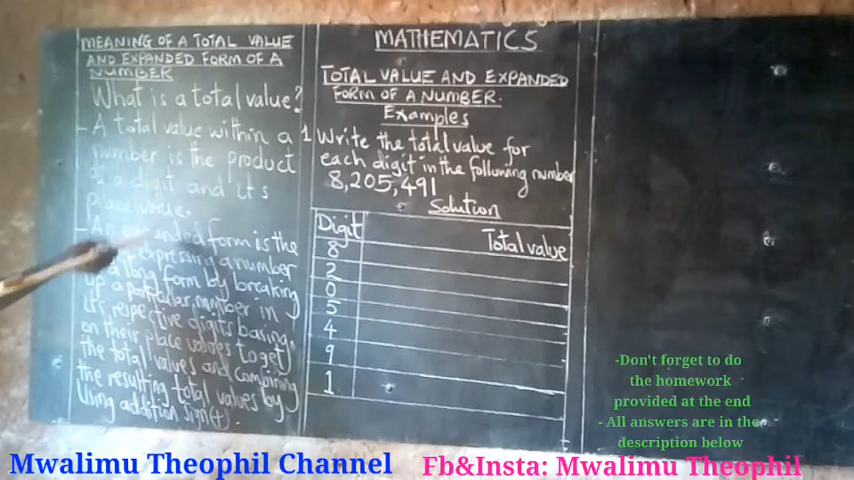 MEANING OF A TOTAL VALUE
AND EXPANDED FORM OF A
NUMBER
What is a total value?
- A total value within a
number is the product
of a digit and its
place value.
- An expanded form is the
expressing a number
a long form by breaking
up a particular number in
its respective digits basing
on their place values to get
the total values and combining
the resulting total values by
using addition sign(+).
MATHEMATICS
TOTAL VALUE AND EXPANDED
FORM OF A NUMBER.
Examples
1 Write the total value for
each digit in the following number
8,205,491
Solution
Digit Total value
8
2
0
5
4
9
1
-Don't forget to do
the homework
provided at the end
- All answers are in the
description below
Mwalimu Theophil Channel
Fb&Insta: Mwalimu Theophil